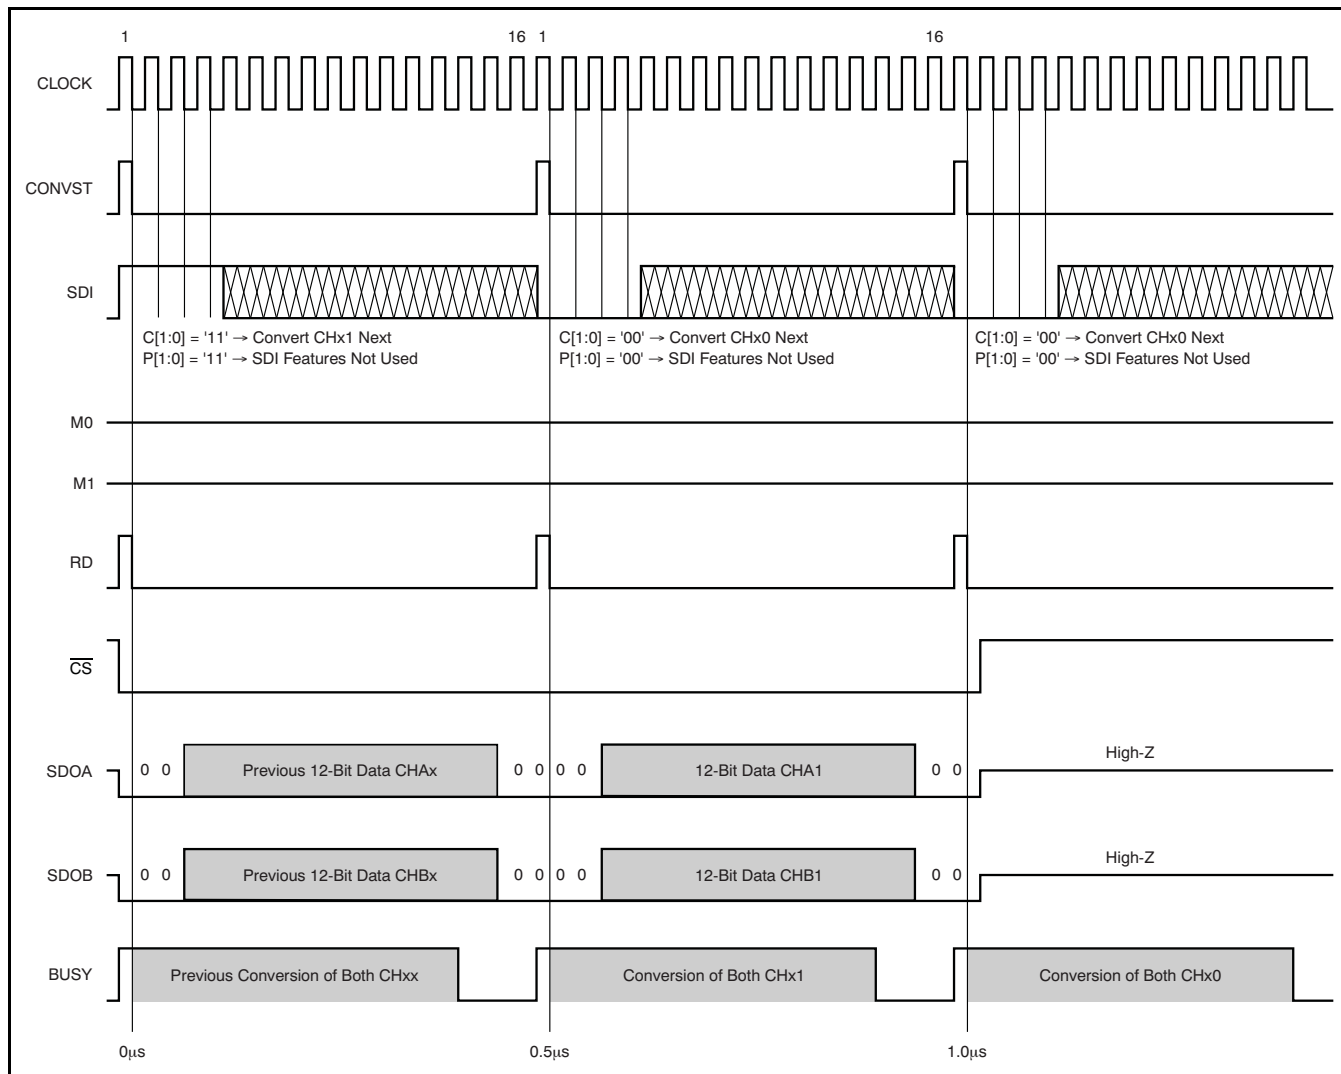 1 16 1 16
CLOCK
CONVST
SDI
C[1:0] = '11' → Convert CHx1 Next
P[1:0] = '11' → SDI Features Not Used
C[1:0] = '00' → Convert CHx0 Next
P[1:0] = '00' → SDI Features Not Used
C[1:0] = '00' → Convert CHx0 Next
P[1:0] = '00' → SDI Features Not Used
M0
M1
RD
CS
SDOA 0 0 Previous 12-Bit Data CHAx 0 0 0 0 12-Bit Data CHA1 0 0 High-Z
SDOB 0 0 Previous 12-Bit Data CHBx 0 0 0 0 12-Bit Data CHB1 0 0 High-Z
BUSY Previous Conversion of Both CHxx Conversion of Both CHx1 Conversion of Both CHx0
0μs 0.5μs 1.0μs